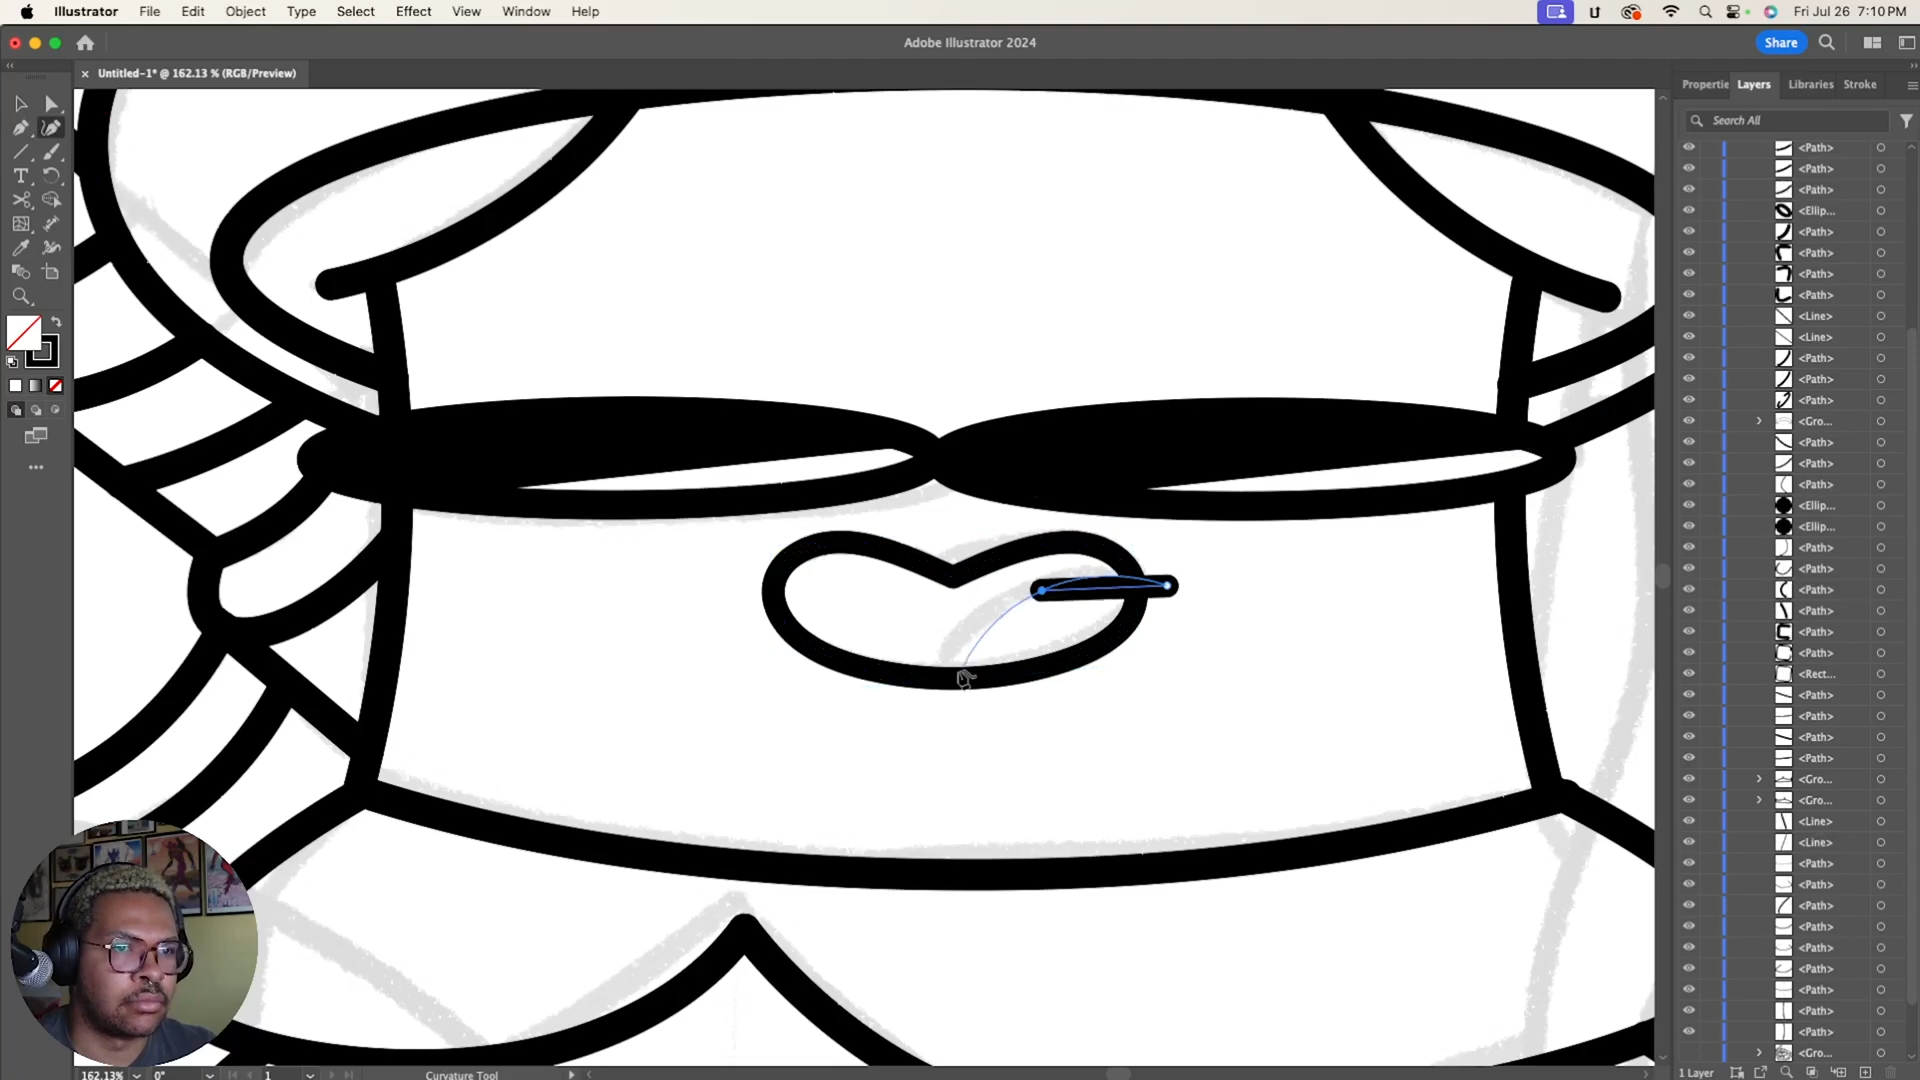 Illustrator File Edit Object Type Select Effect View Window Help Fri Jul 26 7:10 PM
Adobe Illustrator 2024 Share
× Untitled-1* @ 162.13 % (RGB/Preview) Propertie Layers Libraries Stroke
Search All
<Path>
<Path>
<Path>
<Ellip...
<Path>
<Path>
<Path>
<Path>
<Line>
<Line>
<Path>
<Path>
<Path>
<Gro...
<Path>
<Path>
<Path>
<Ellip...
<Ellip...
<Path>
<Path>
<Path>
<Path>
<Path>
<Path>
<Rect...
<Path>
<Path>
<Path>
<Path>
<Gro...
<Gro...
<Line>
<Line>
<Path>
<Path>
<Path>
<Path>
<Path>
<Path>
<Path>
<Path>
<Path>
<Gro...
162.13% 0° 1 Curvature Tool 1 Layer